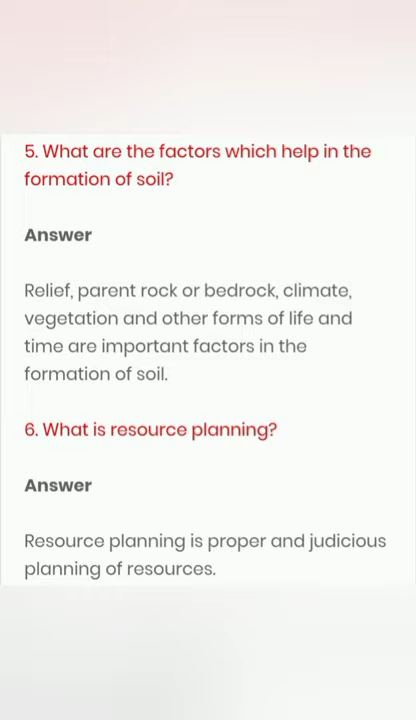 5. What are the factors which help in the
formation of soil?
Answer
Relief, parent rock or bedrock, climate,
vegetation and other forms of life and
time are important factors in the
formation of soil.
6. What is resource planning?
Answer
Resource planning is proper and judicious
planning of resources.